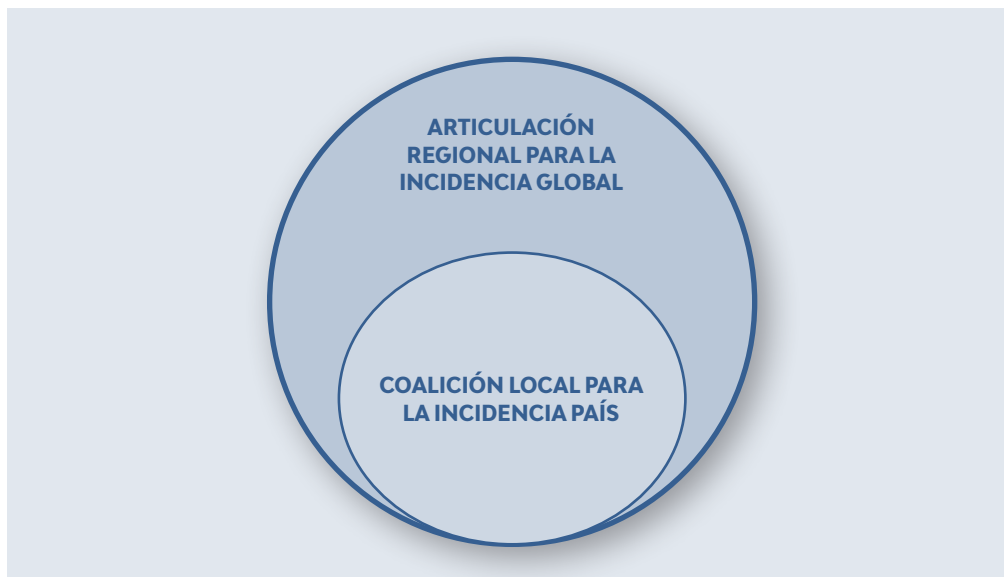 ARTICULACIÓN
REGIONAL PARA LA
INCIDENCIA GLOBAL
COALICIÓN LOCAL PARA
LA INCIDENCIA PAÍS